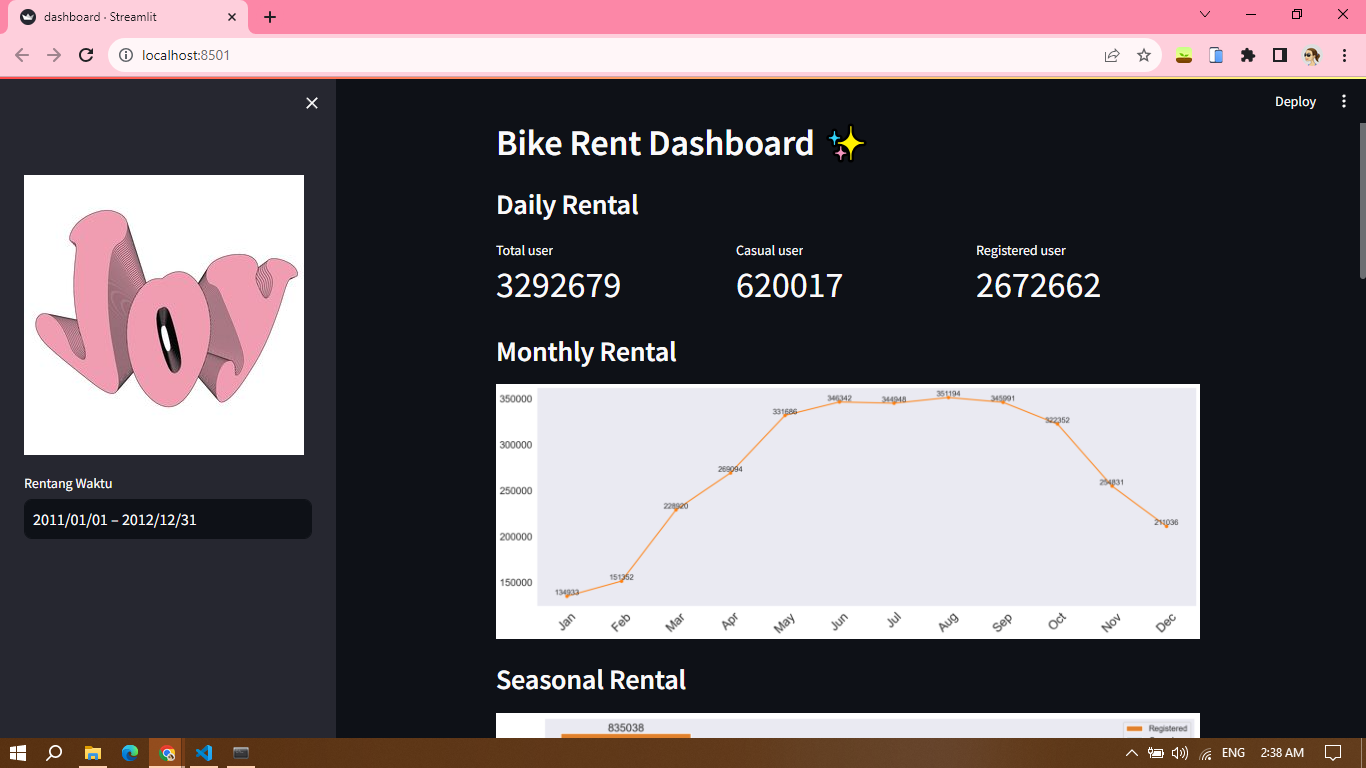 dashboard · Streamlit
localhost:8501
Deploy
Joy
Rentang Waktu
2011/01/01 – 2012/12/31
Bike Rent Dashboard ✨
Daily Rental
Total user
Casual user
Registered user
3292679
620017
2672662
Monthly Rental
350000
300000
250000
200000
150000
134933
151352
228920
269094
331686
346342
344948
351194
345991
322352
254831
211036
Jan
Feb
Mar
Apr
May
Jun
Jul
Aug
Sep
Oct
Nov
Dec
Seasonal Rental
835038
Registered
ENG
2:38 AM